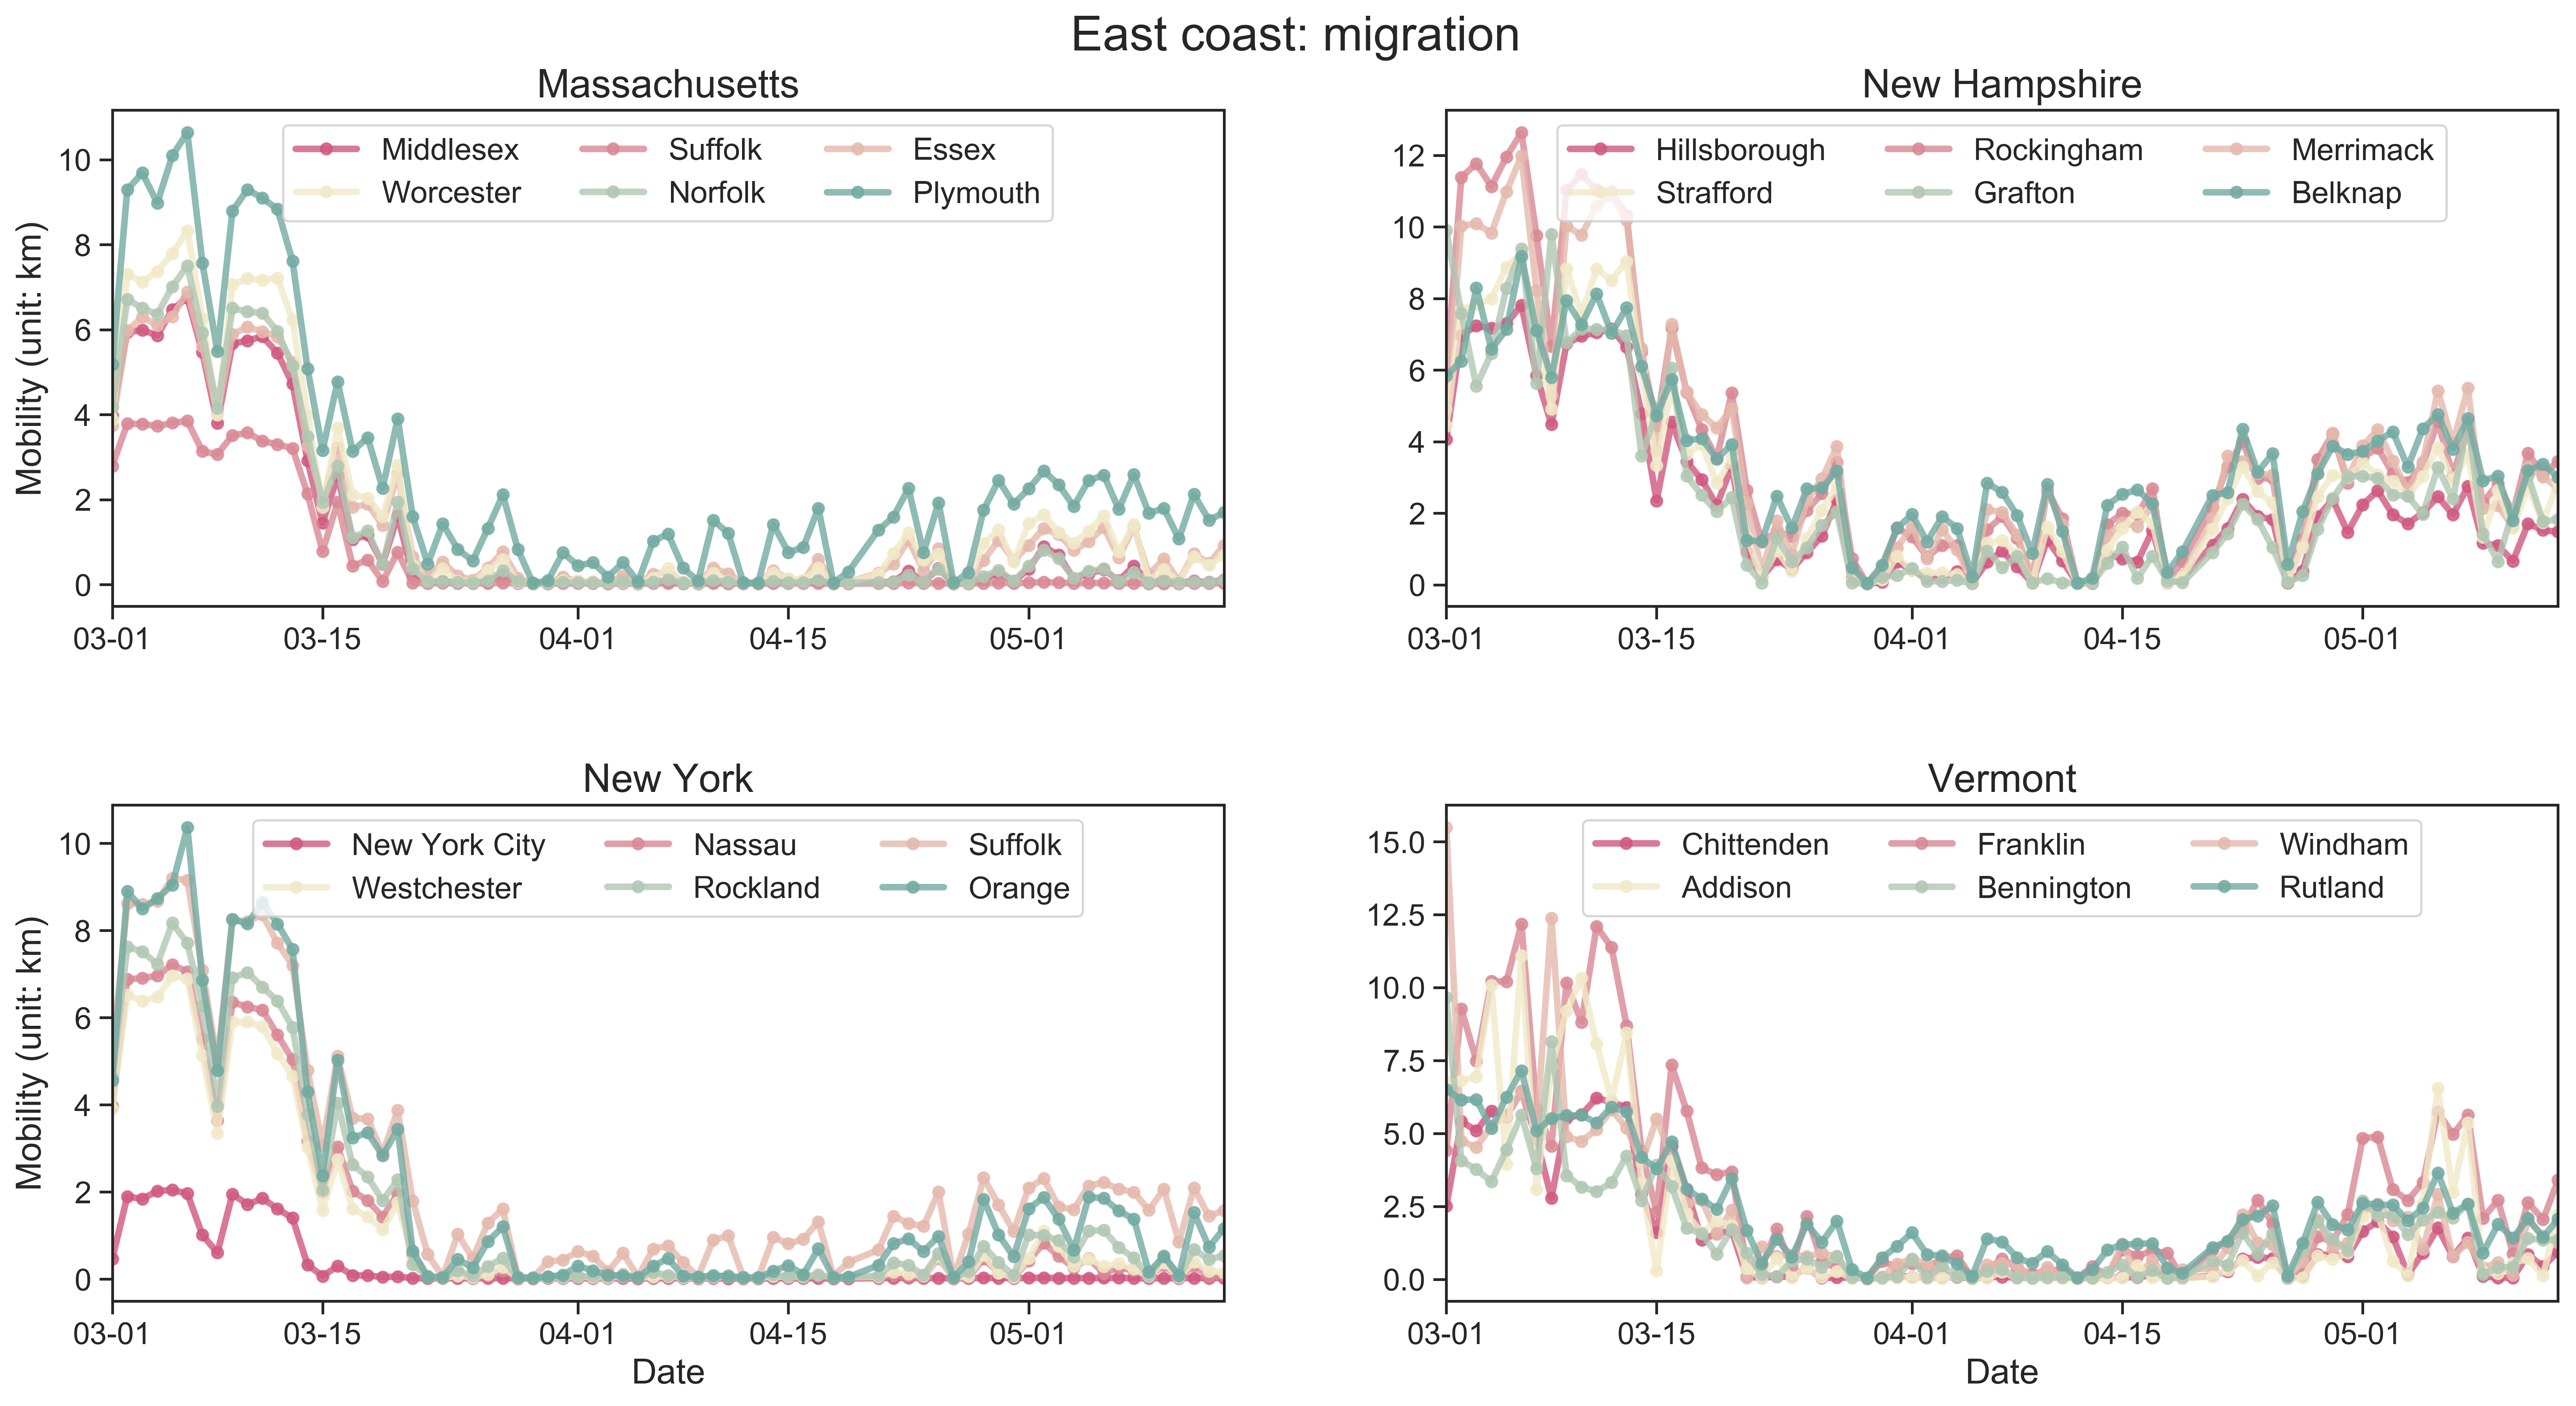 East coast: migration
Massachusetts
Mobility (unit: km)
10
8
6
4
2
0
Middlesex Suffolk Essex
Worcester Norfolk Plymouth
03-01 03-15 04-01 04-15 05-01
New Hampshire
12
10
8
6
4
2
0
Hillsborough Rockingham Merrimack
Strafford Grafton Belknap
03-01 03-15 04-01 04-15 05-01
New York
Mobility (unit: km)
10
8
6
4
2
0
New York City Nassau Suffolk
Westchester Rockland Orange
03-01 03-15 04-01 04-15 05-01
Date
Vermont
15.0
12.5
10.0
7.5
5.0
2.5
0.0
Chittenden Franklin Windham
Addison Bennington Rutland
03-01 03-15 04-01 04-15 05-01
Date